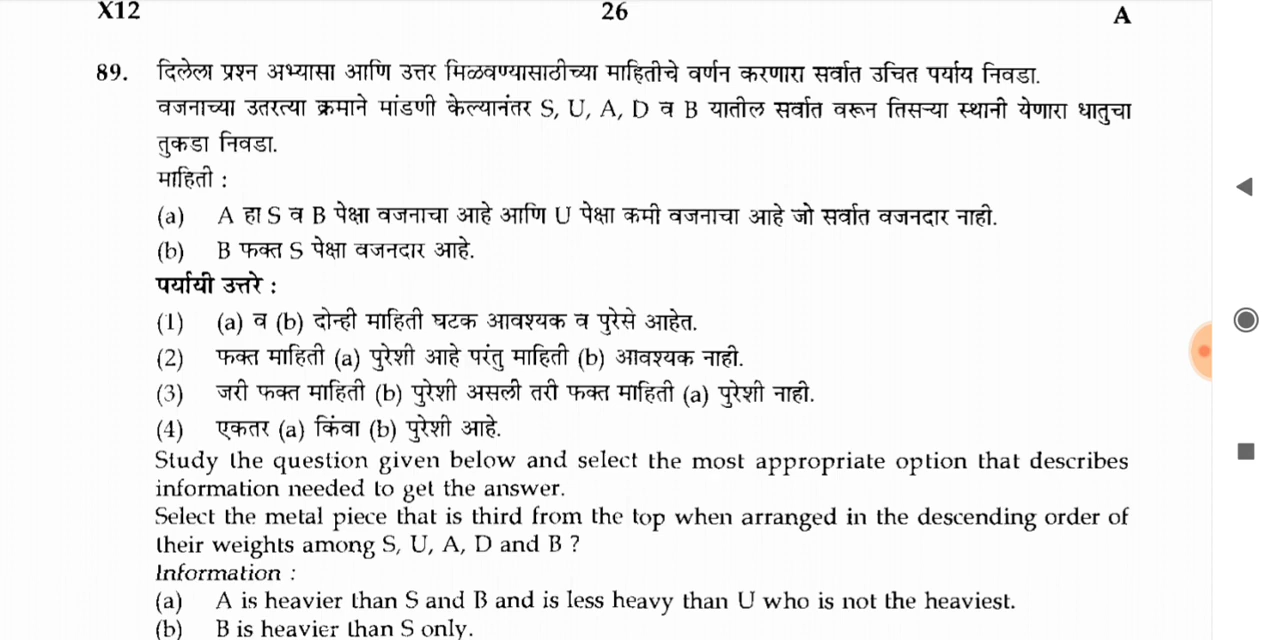 X12 26 A
89. दिलेला प्रश्न अभ्यासा आणि उत्तर मिळवण्यासाठीच्या माहितीचे वर्णन करणारा सर्वात उचित पर्याय निवडा.
वजनाच्या उतरत्या क्रमाने मांडणी केल्यानंतर S, U, A, D व B यातील सर्वात वरून तिसऱ्या स्थानी येणारा धातुचा
तुकडा निवडा.
माहिती :
(a) A हा S व B पेक्षा वजनाचा आहे आणि U पेक्षा कमी वजनाचा आहे जो सर्वात वजनदार नाही.
(b) B फक्त S पेक्षा वजनदार आहे.
पर्यायी उत्तरे :
(1) (a) व (b) दोन्ही माहिती घटक आवश्यक व पुरेसे आहेत.
(2) फक्त माहिती (a) पुरेशी आहे परंतु माहिती (b) आवश्यक नाही.
(3) जरी फक्त माहिती (b) पुरेशी असली तरी फक्त माहिती (a) पुरेशी नाही.
(4) एकतर (a) किंवा (b) पुरेशी आहे.
Study the question given below and select the most appropriate option that describes
information needed to get the answer.
Select the metal piece that is third from the top when arranged in the descending order of
their weights among S, U, A, D and B ?
Information :
(a) A is heavier than S and B and is less heavy than U who is not the heaviest.
(b) B is heavier than S only.